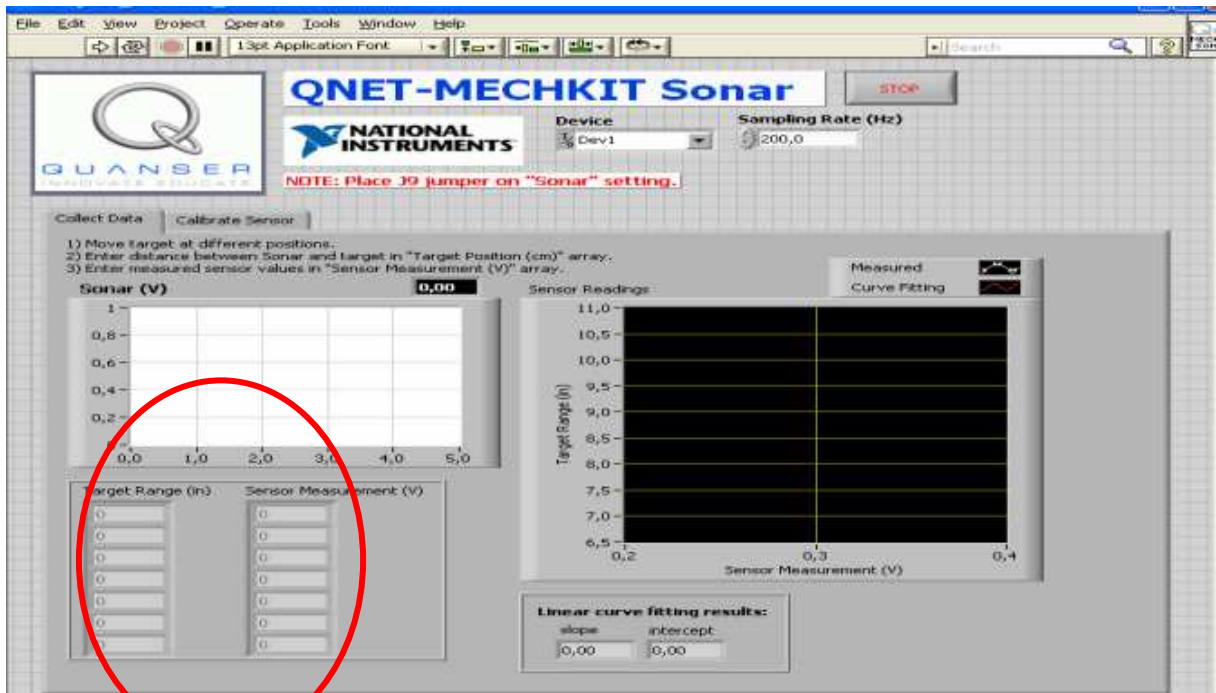 File Edit View Project Operate Tools Window Help
13pt Application Font
Search
QNET-MECHKIT Sonar
STOP
NATIONAL
INSTRUMENTS
Device
Dev1
Sampling Rate (Hz)
200,0
QUANSER
INNOVATE EDUCATE
NOTE: Place J9 jumper on "Sonar" setting.
Collect Data Calibrate Sensor
1) Move target at different positions.
2) Enter distance between Sonar and target in "Target Position (cm)" array.
3) Enter measured sensor values in "Sensor Measurement (V)" array.
Sonar (V) 0,00
1
0,8
0,6
0,4
0,2
0,0 1,0 2,0 3,0 4,0 5,0
Sensor Readings
Measured
Curve Fitting
11,0
10,5
10,0
9,5
9,0
8,5
8,0
7,5
7,0
6,5
Target Range (in)
0,2 0,3 0,4
Sensor Measurement (V)
Target Range (in) Sensor Measurement (V)
0 0
0 0
0 0
0 0
0 0
0 0
0 0
Linear curve fitting results:
slope intercept
0,00 0,00